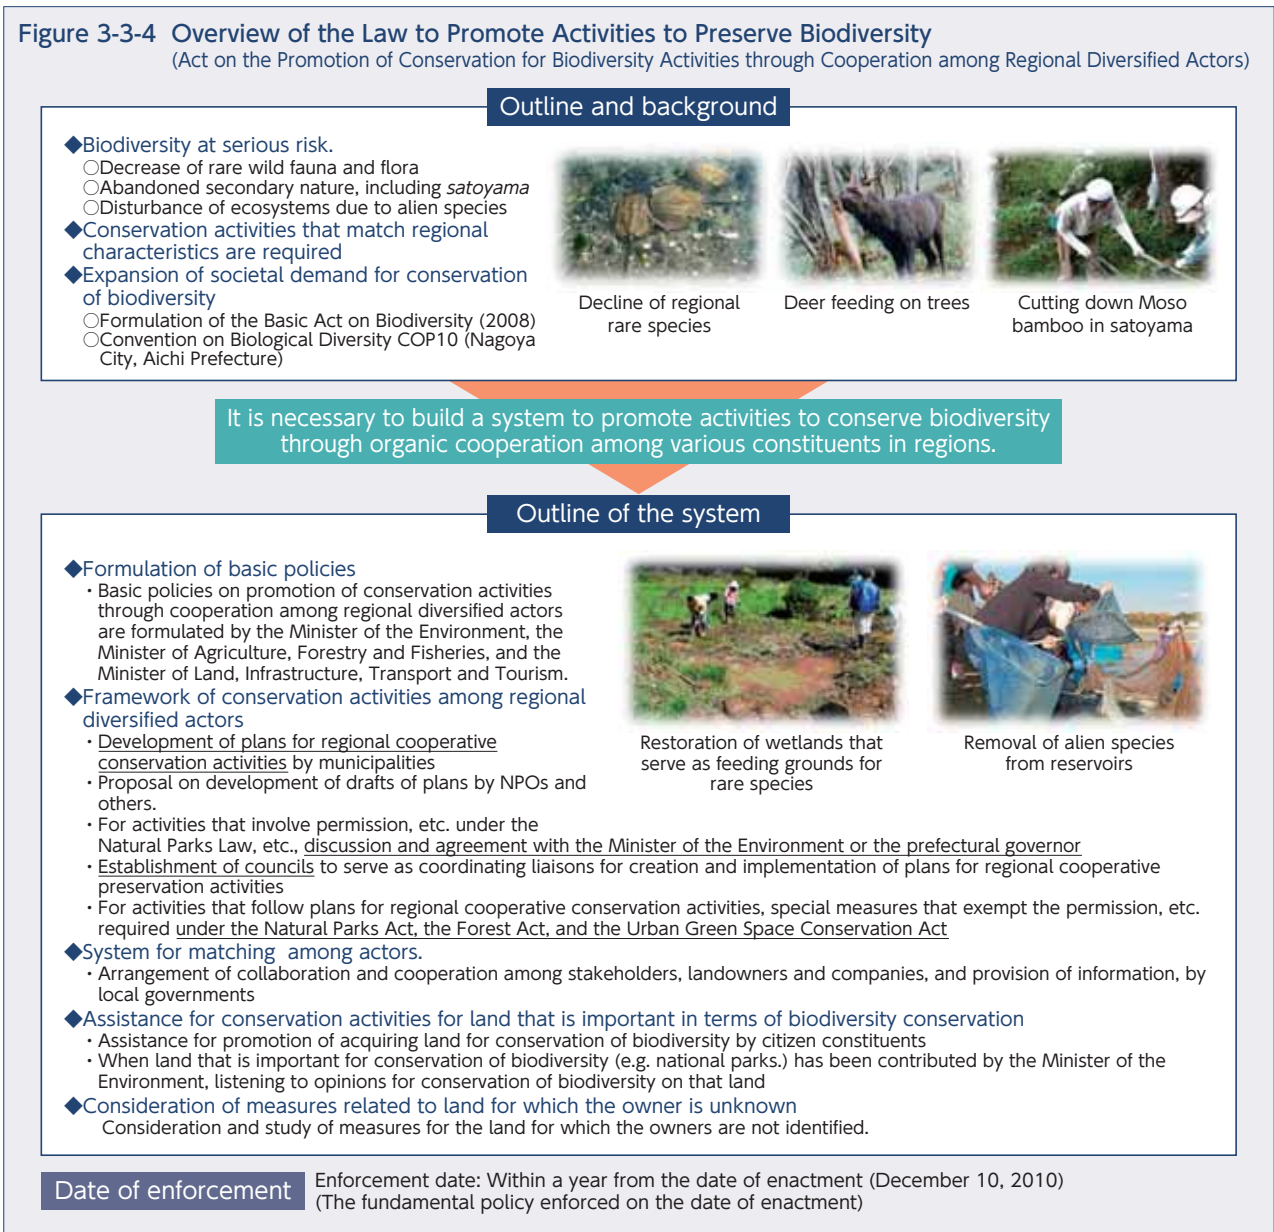 Figure 3-3-4 Overview of the Law to Promote Activities to Preserve Biodiversity
(Act on the Promotion of Conservation for Biodiversity Activities through Cooperation among Regional Diversified Actors)
Outline and background
◆Biodiversity at serious risk.
○Decrease of rare wild fauna and flora
○Abandoned secondary nature, including satoyama
○Disturbance of ecosystems due to alien species
◆Conservation activities that match regional
characteristics are required
◆Expansion of societal demand for conservation
of biodiversity
○Formulation of the Basic Act on Biodiversity (2008)
○Convention on Biological Diversity COP10 (Nagoya
City, Aichi Prefecture)
Decline of regional
rare species
Deer feeding on trees
Cutting down Moso
bamboo in satoyama
It is necessary to build a system to promote activities to conserve biodiversity
through organic cooperation among various constituents in regions.
Outline of the system
◆Formulation of basic policies
・Basic policies on promotion of conservation activities
through cooperation among regional diversified actors
are formulated by the Minister of the Environment, the
Minister of Agriculture, Forestry and Fisheries, and the
Minister of Land, Infrastructure, Transport and Tourism.
◆Framework of conservation activities among regional
diversified actors
・Development of plans for regional cooperative
conservation activities by municipalities
・Proposal on development of drafts of plans by NPOs and
others.
・For activities that involve permission, etc. under the
Natural Parks Law, etc., discussion and agreement with the Minister of the Environment or the prefectural governor
・Establishment of councils to serve as coordinating liaisons for creation and implementation of plans for regional cooperative
preservation activities
・For activities that follow plans for regional cooperative conservation activities, special measures that exempt the permission, etc.
required under the Natural Parks Act, the Forest Act, and the Urban Green Space Conservation Act
Restoration of wetlands that
serve as feeding grounds for
rare species
Removal of alien species
from reservoirs
◆System for matching among actors.
・Arrangement of collaboration and cooperation among stakeholders, landowners and companies, and provision of information, by
local governments
◆Assistance for conservation activities for land that is important in terms of biodiversity conservation
・Assistance for promotion of acquiring land for conservation of biodiversity by citizen constituents
・When land that is important for conservation of biodiversity (e.g. national parks.) has been contributed by the Minister of the
Environment, listening to opinions for conservation of biodiversity on that land
◆Consideration of measures related to land for which the owner is unknown
Consideration and study of measures for the land for which the owners are not identified.
Date of enforcement
Enforcement date: Within a year from the date of enactment (December 10, 2010)
(The fundamental policy enforced on the date of enactment)